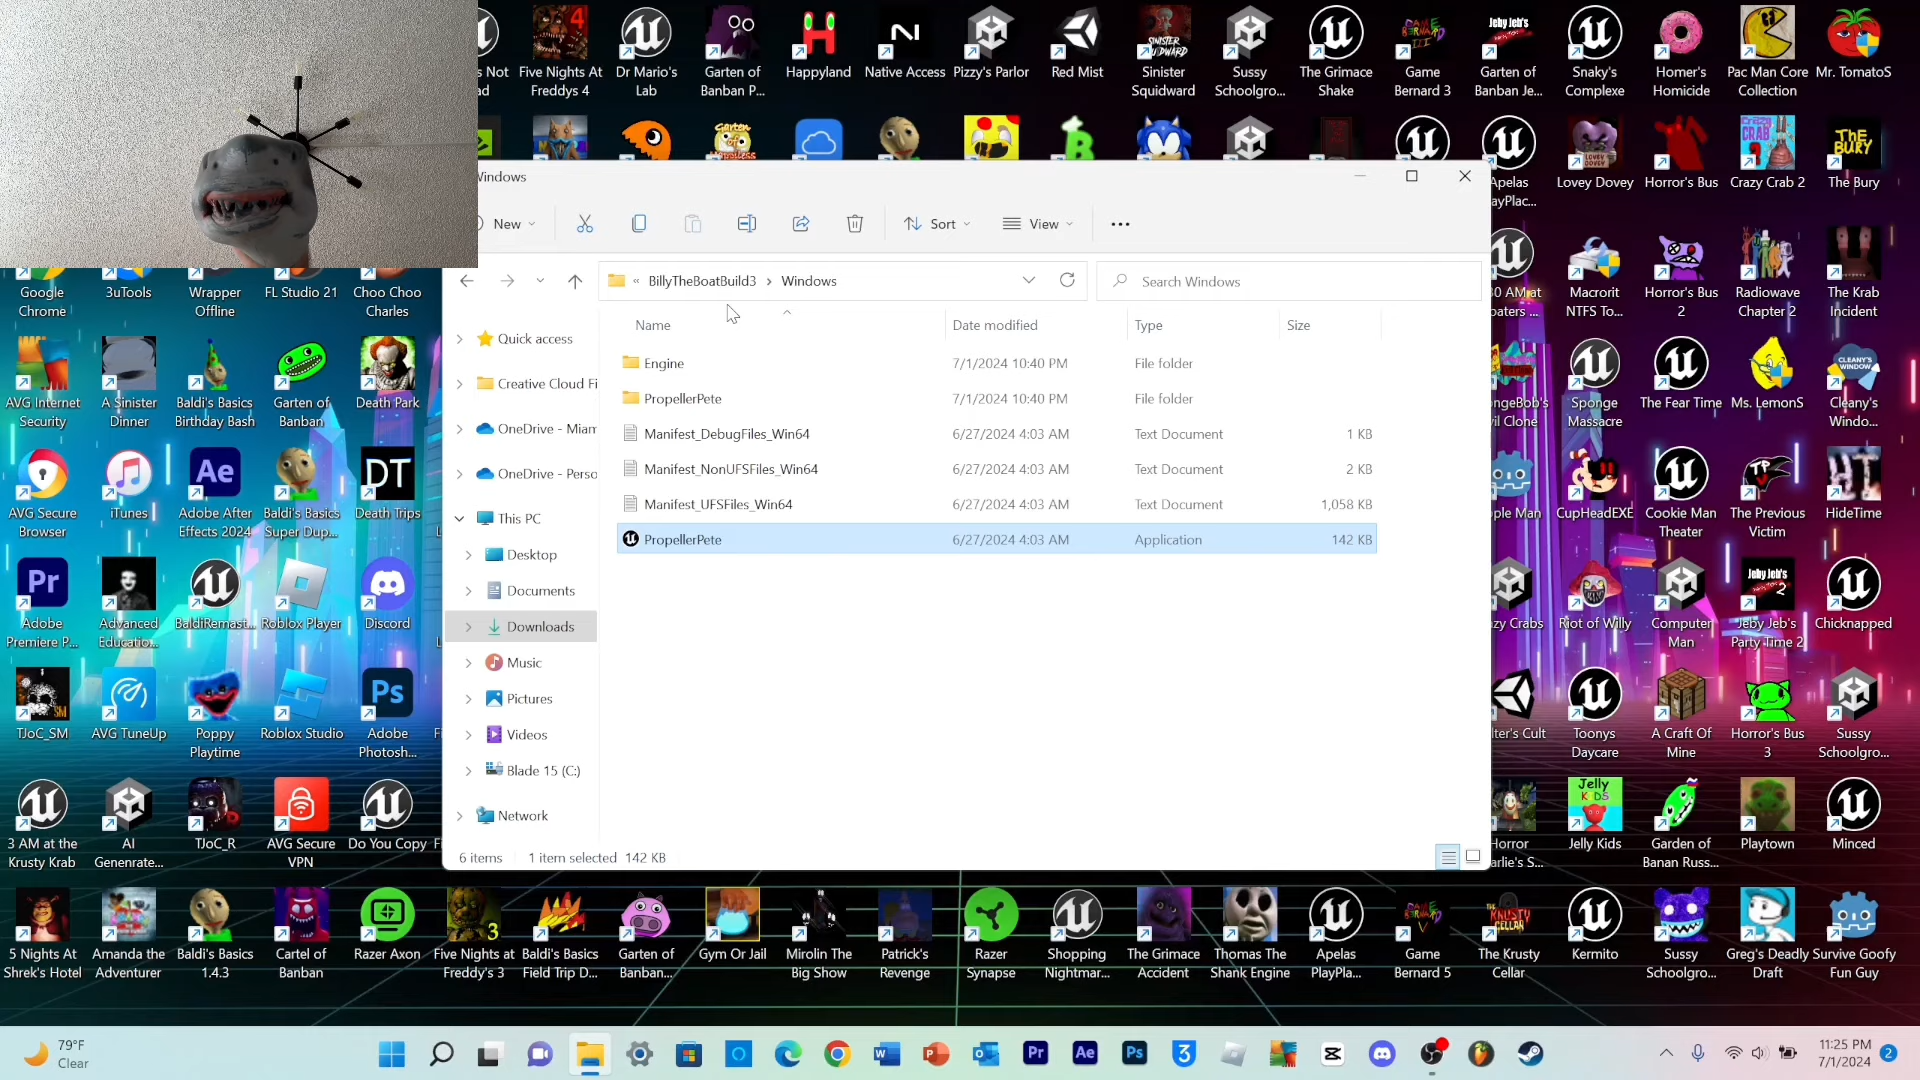 s Not
ad
Five Nights At
Freddys 4
Dr Mario's
Lab
Garten of
Banban P...
Happyland
Native Access
Pizzy's Parlor
Red Mist
Sinister
Squidward
Sussy
Schoolgro...
The Grimace
Shake
Game
Bernard 3
Garten of
Banban Je...
Snaky's
Complexe
Homer's
Homicide
Pac Man Core
Collection
Mr. TomatoS
Apelas
ayPlac...
Lovey Dovey
Horror's Bus
Crazy Crab 2
The Bury
Windows
New
Sort
View
BillyTheBoatBuild3
Windows
Search Windows
Name
Date modified
Type
Size
Engine
7/1/2024 10:40 PM
File folder
PropellerPete
7/1/2024 10:40 PM
File folder
Manifest_DebugFiles_Win64
6/27/2024 4:03 AM
Text Document
1 KB
Manifest_NonUFSFiles_Win64
6/27/2024 4:03 AM
Text Document
2 KB
Manifest_UFSFiles_Win64
6/27/2024 4:03 AM
Text Document
1,058 KB
PropellerPete
6/27/2024 4:03 AM
Application
142 KB
Quick access
Creative Cloud Fi
OneDrive - Miam
OneDrive - Perso
This PC
Desktop
Documents
Downloads
Music
Pictures
Videos
Blade 15 (C:)
Network
6 items
1 item selected 142 KB
Google
Chrome
3uTools
Wrapper
Offline
FL Studio 21
Choo Choo
Charles
30 AM at
oaters ...
Macrorit
NTFS To...
Horror's Bus
2
Radiowave
Chapter 2
The Krab
Incident
AVG Internet
Security
A Sinister
Dinner
Baldi's Basics
Birthday Bash
Garten of
Banban
Death Park
ongeBob's
vil Clone
Sponge
Massacre
The Fear Time
Ms. LemonS
Cleany's
Windo...
AVG Secure
Browser
iTunes
Adobe After
Effects 2024
Baldi's Basics
Super Dup...
Death Trips
ple Man
CupHeadEXE
Cookie Man
Theater
The Previous
Victim
HideTime
Adobe
Premiere P...
Advanced
Educatio...
BaldiRemast...
Roblox Player
Discord
zy Crabs
Riot of Willy
Computer
Man
Jeby Jeb's
Party Time 2
Chicknapped
TJoC_SM
AVG TuneUp
Poppy
Playtime
Roblox Studio
Adobe
Photosh...
lter's Cult
Toonys
Daycare
A Craft Of
Mine
Horror's Bus
3
Sussy
Schoolgro...
3 AM at the
Krusty Krab
AI
Genenrate...
TJoC_R
AVG Secure
VPN
Do You Copy
Horror
arlie's S...
Jelly Kids
Garden of
Banan Russ...
Playtown
Minced
5 Nights At
Shrek's Hotel
Amanda the
Adventurer
Baldi's Basics
1.4.3
Cartel of
Banban
Razer Axon
Five Nights at
Freddy's 3
Baldi's Basics
Field Trip D...
Garten of
Banban...
Gym Or Jail
Mirolin The
Big Show
Patrick's
Revenge
Razer
Synapse
Shopping
Nightmar...
The Grimace
Accident
Thomas The
Shank Engine
Apelas
PlayPla...
Game
Bernard 5
The Krusty
Cellar
Kermito
Sussy
Schoolgro...
Greg's Deadly
Draft
Survive Goofy
Fun Guy
79°F
Clear
11:25 PM
7/1/2024
2